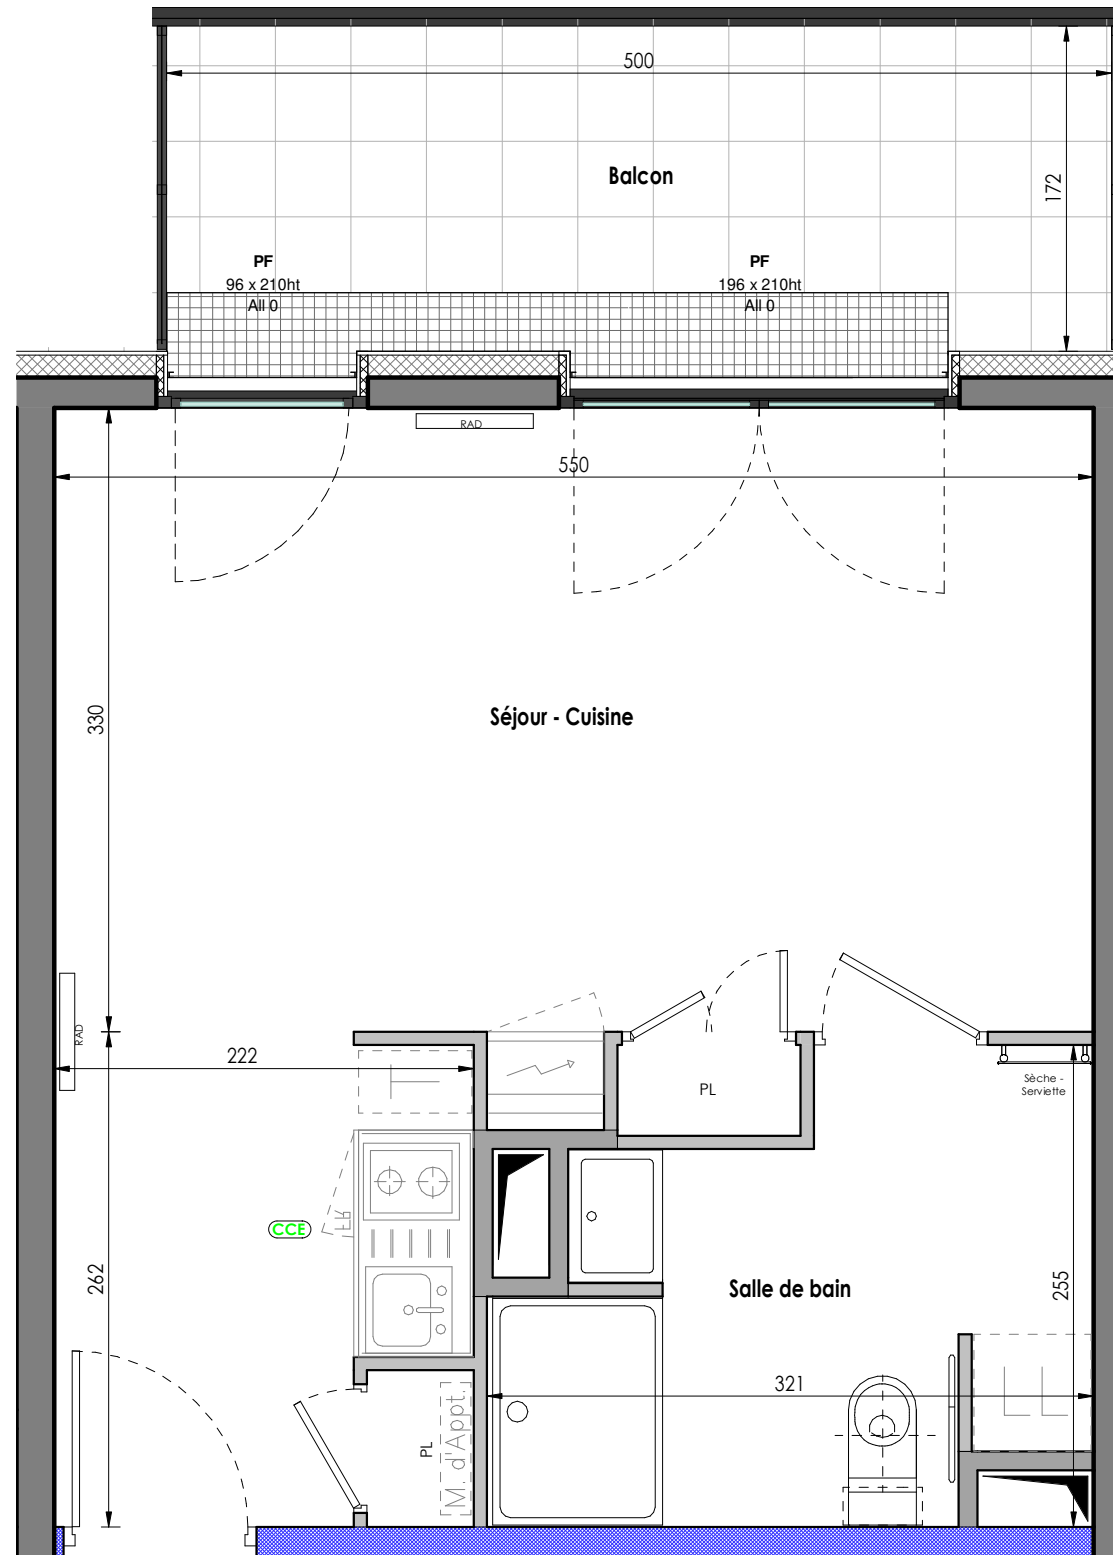 500
Balcon
172
PF
96 x 210ht
All 0
PF
196 x 210ht
All 0
RAD
550
330
Séjour - Cuisine
RAD
222
PL
Sèche -
Serviette
CCE
262
Salle de bain
255
321
LL
PL
M. d'Appt.